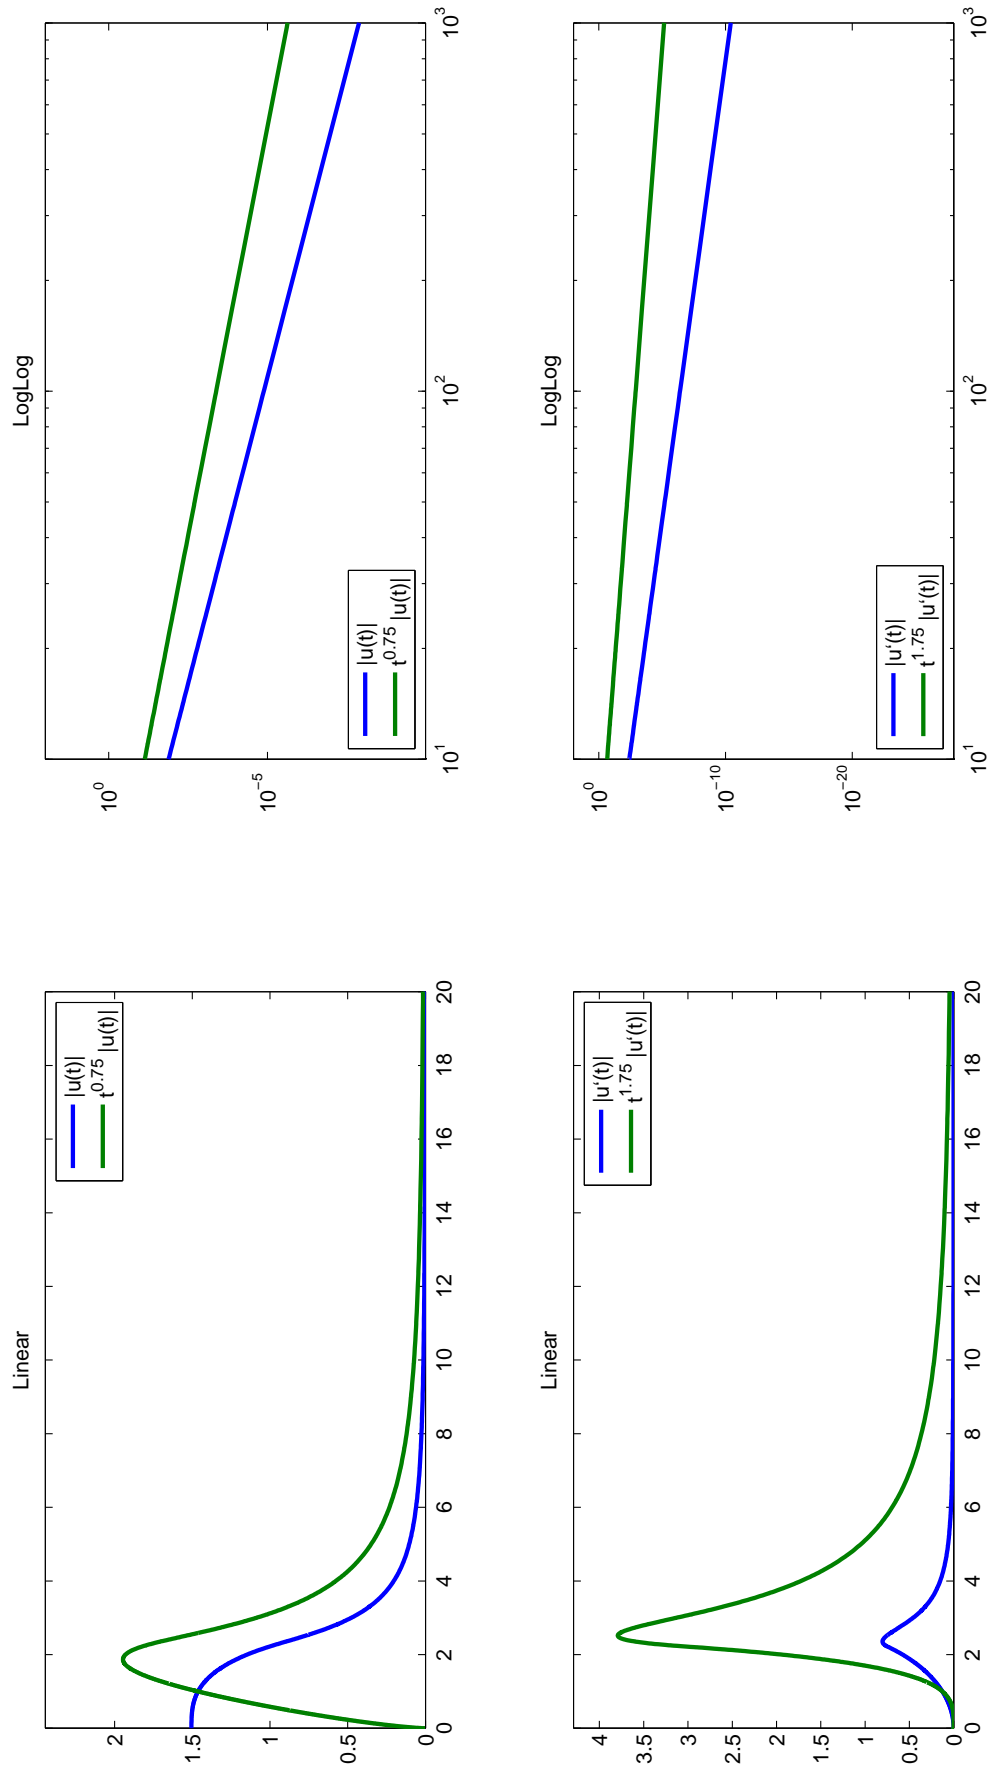 Linear
2
1.5
1
0.5
0
0 2 4 6 8 10 12 14 16 18 20
|u(t)|
t^0.75 |u(t)|
LogLog
10^0
10^−5
10^1 10^2 10^3
|u(t)|
t^0.75 |u(t)|
Linear
4
3.5
3
2.5
2
1.5
1
0.5
0
0 2 4 6 8 10 12 14 16 18 20
|u‘(t)|
t^1.75 |u‘(t)|
LogLog
10^0
10^−10
10^−20
10^1 10^2 10^3
|u‘(t)|
t^1.75 |u‘(t)|